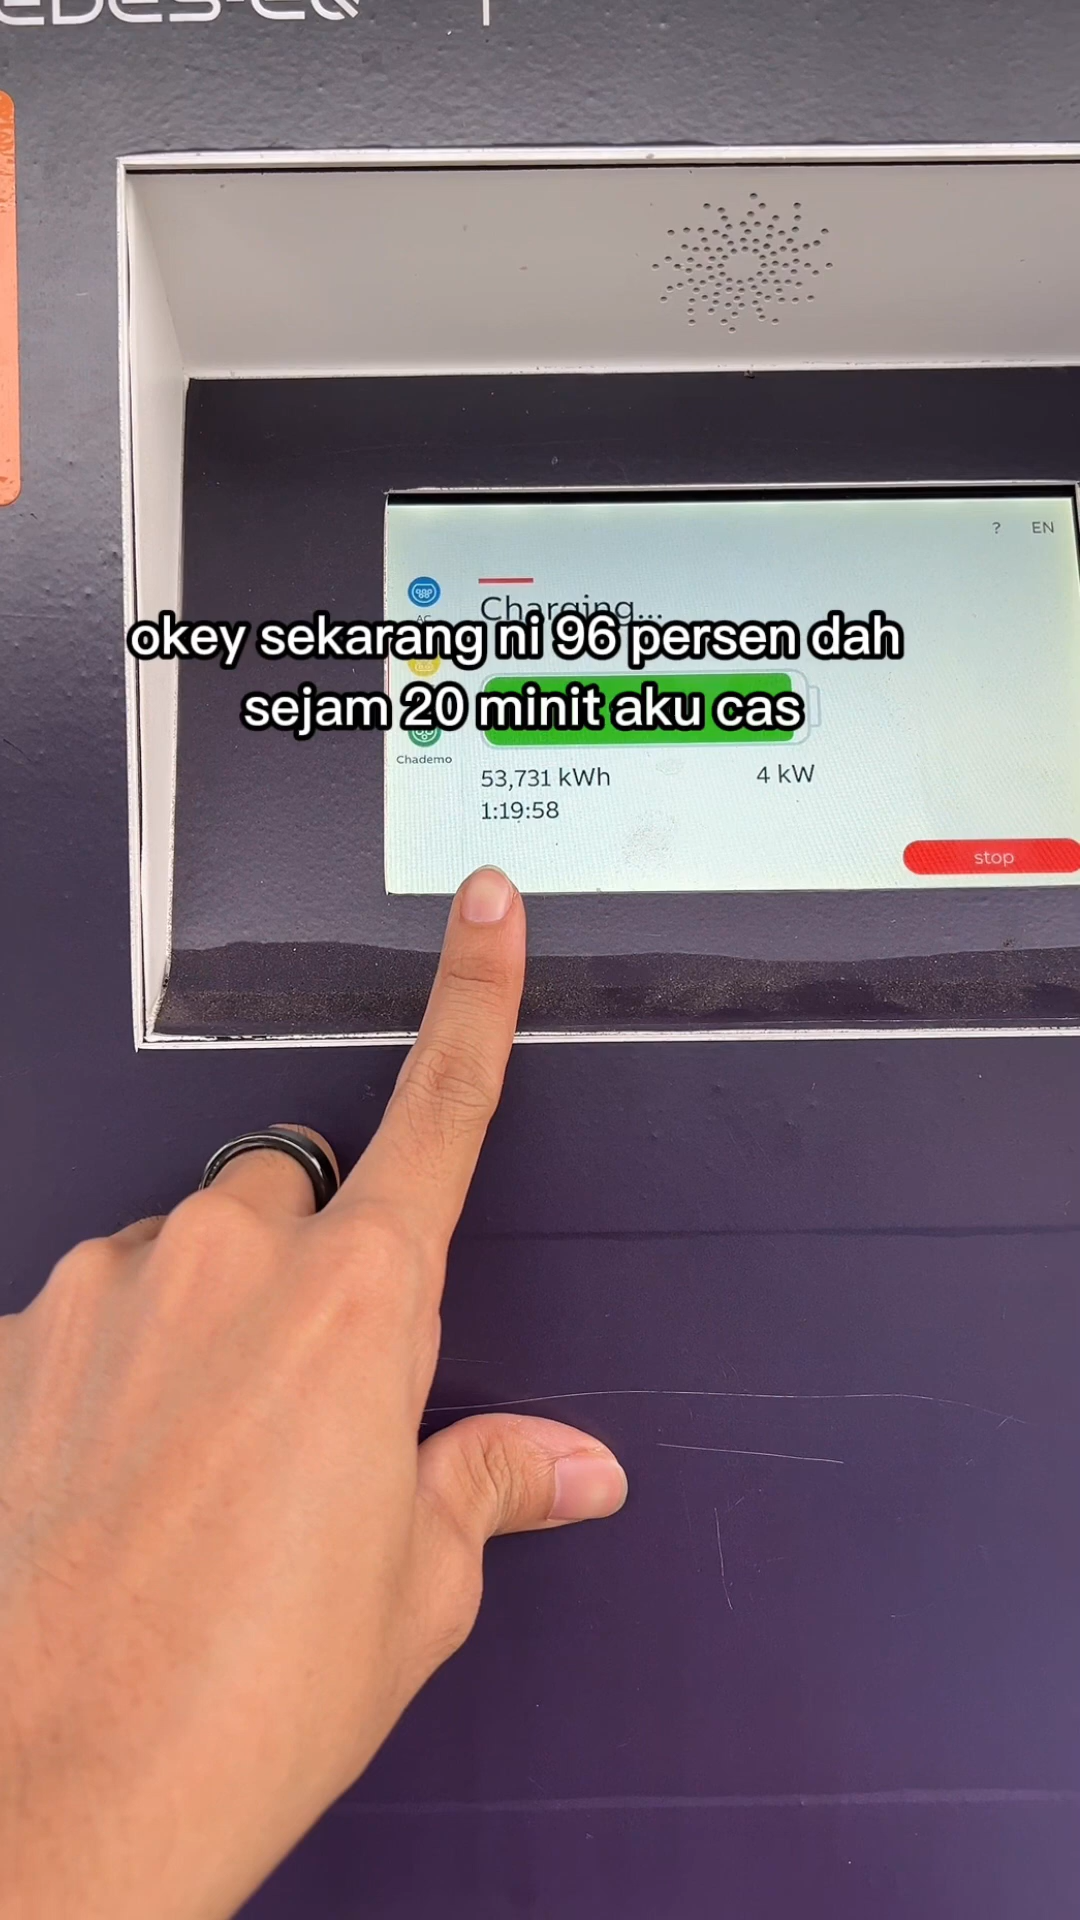 ? EN
Charging...
AC
okey sekarang ni 96 persen dah
sejam 20 minit aku cas
Chademo
53,731 kWh 4 kW
1:19:58
stop